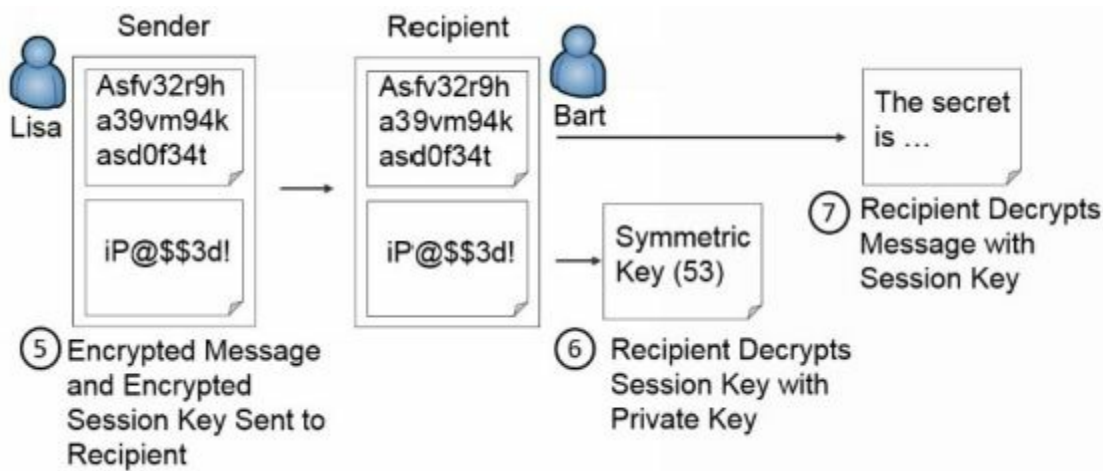 Sender
Recipient
Lisa
Asfv32r9h
a39vm94k
asd0f34t
iP@$$3d!
Asfv32r9h
a39vm94k
asd0f34t
iP@$$3d!
Bart
The secret
is ...
Symmetric
Key (53)
5 Encrypted Message
and Encrypted
Session Key Sent to
Recipient
6 Recipient Decrypts
Session Key with
Private Key
7 Recipient Decrypts
Message with
Session Key